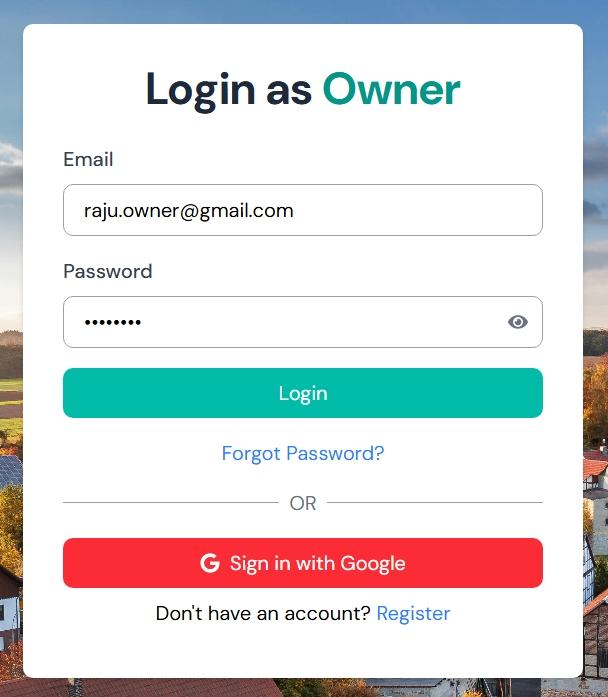 Login as Owner
Email
raju.owner@gmail.com
Password
••••••••
Login
Forgot Password?
OR
Sign in with Google
Don't have an account? Register